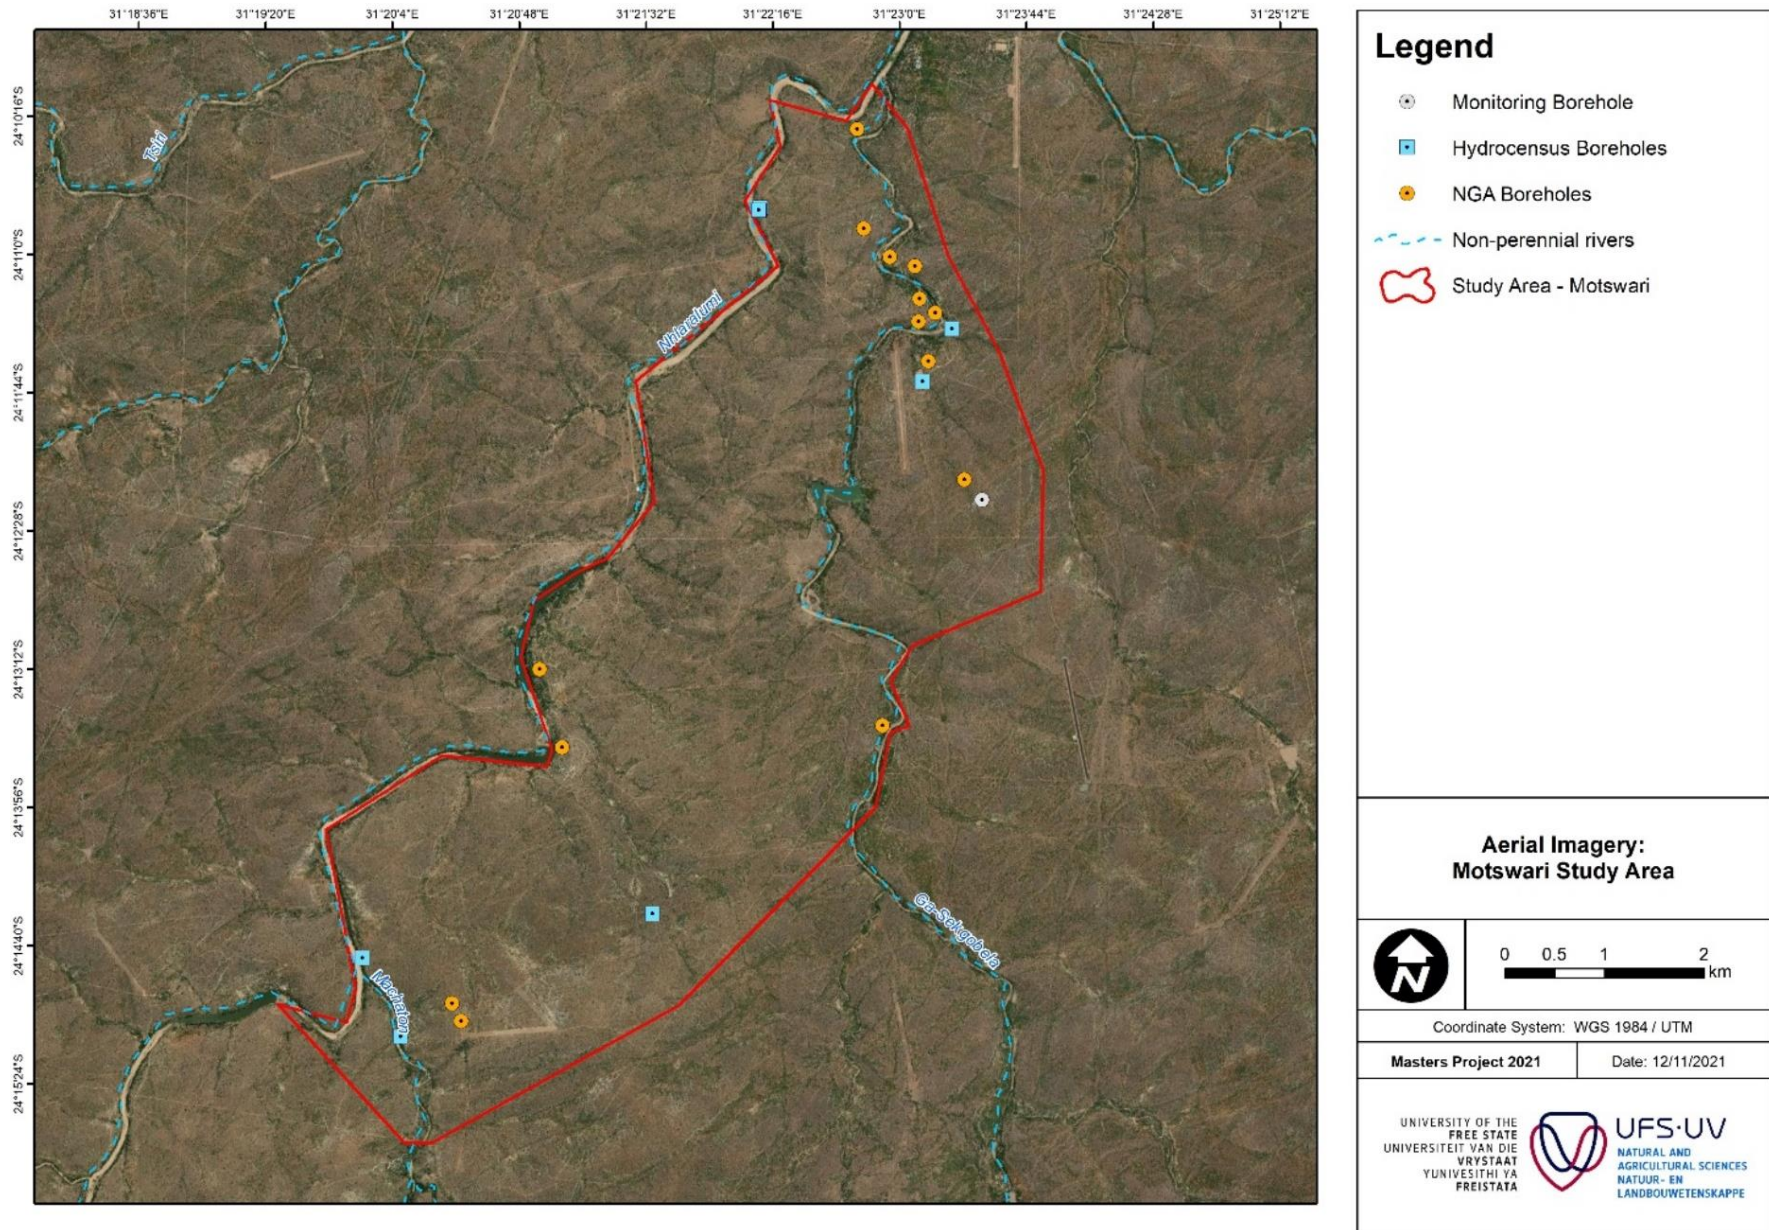 31°18'36"E
31°19'20"E
31°20'4"E
31°20'48"E
31°21'32"E
31°22'16"E
31°23'0"E
31°23'44"E
31°24'28"E
31°25'12"E
24°10'16"S
24°11'0"S
24°11'44"S
24°12'28"S
24°13'12"S
24°13'56"S
24°14'40"S
24°15'24"S
Tsiri
Nhlaralumi
Machaton
Ga-Sekgobela
Legend
Monitoring Borehole
Hydrocensus Boreholes
NGA Boreholes
Non-perennial rivers
Study Area - Motswari
Aerial Imagery:
Motswari Study Area
N
0 0.5 1 2
km
Coordinate System: WGS 1984 / UTM
Masters Project 2021
Date: 12/11/2021
UNIVERSITY OF THE
FREE STATE
UNIVERSITEIT VAN DIE
VRYSTAAT
YUNIVESITHI YA
FREISTATA
UFS·UV
NATURAL AND
AGRICULTURAL SCIENCES
NATUUR- EN
LANDBOUWETENSKAPPE